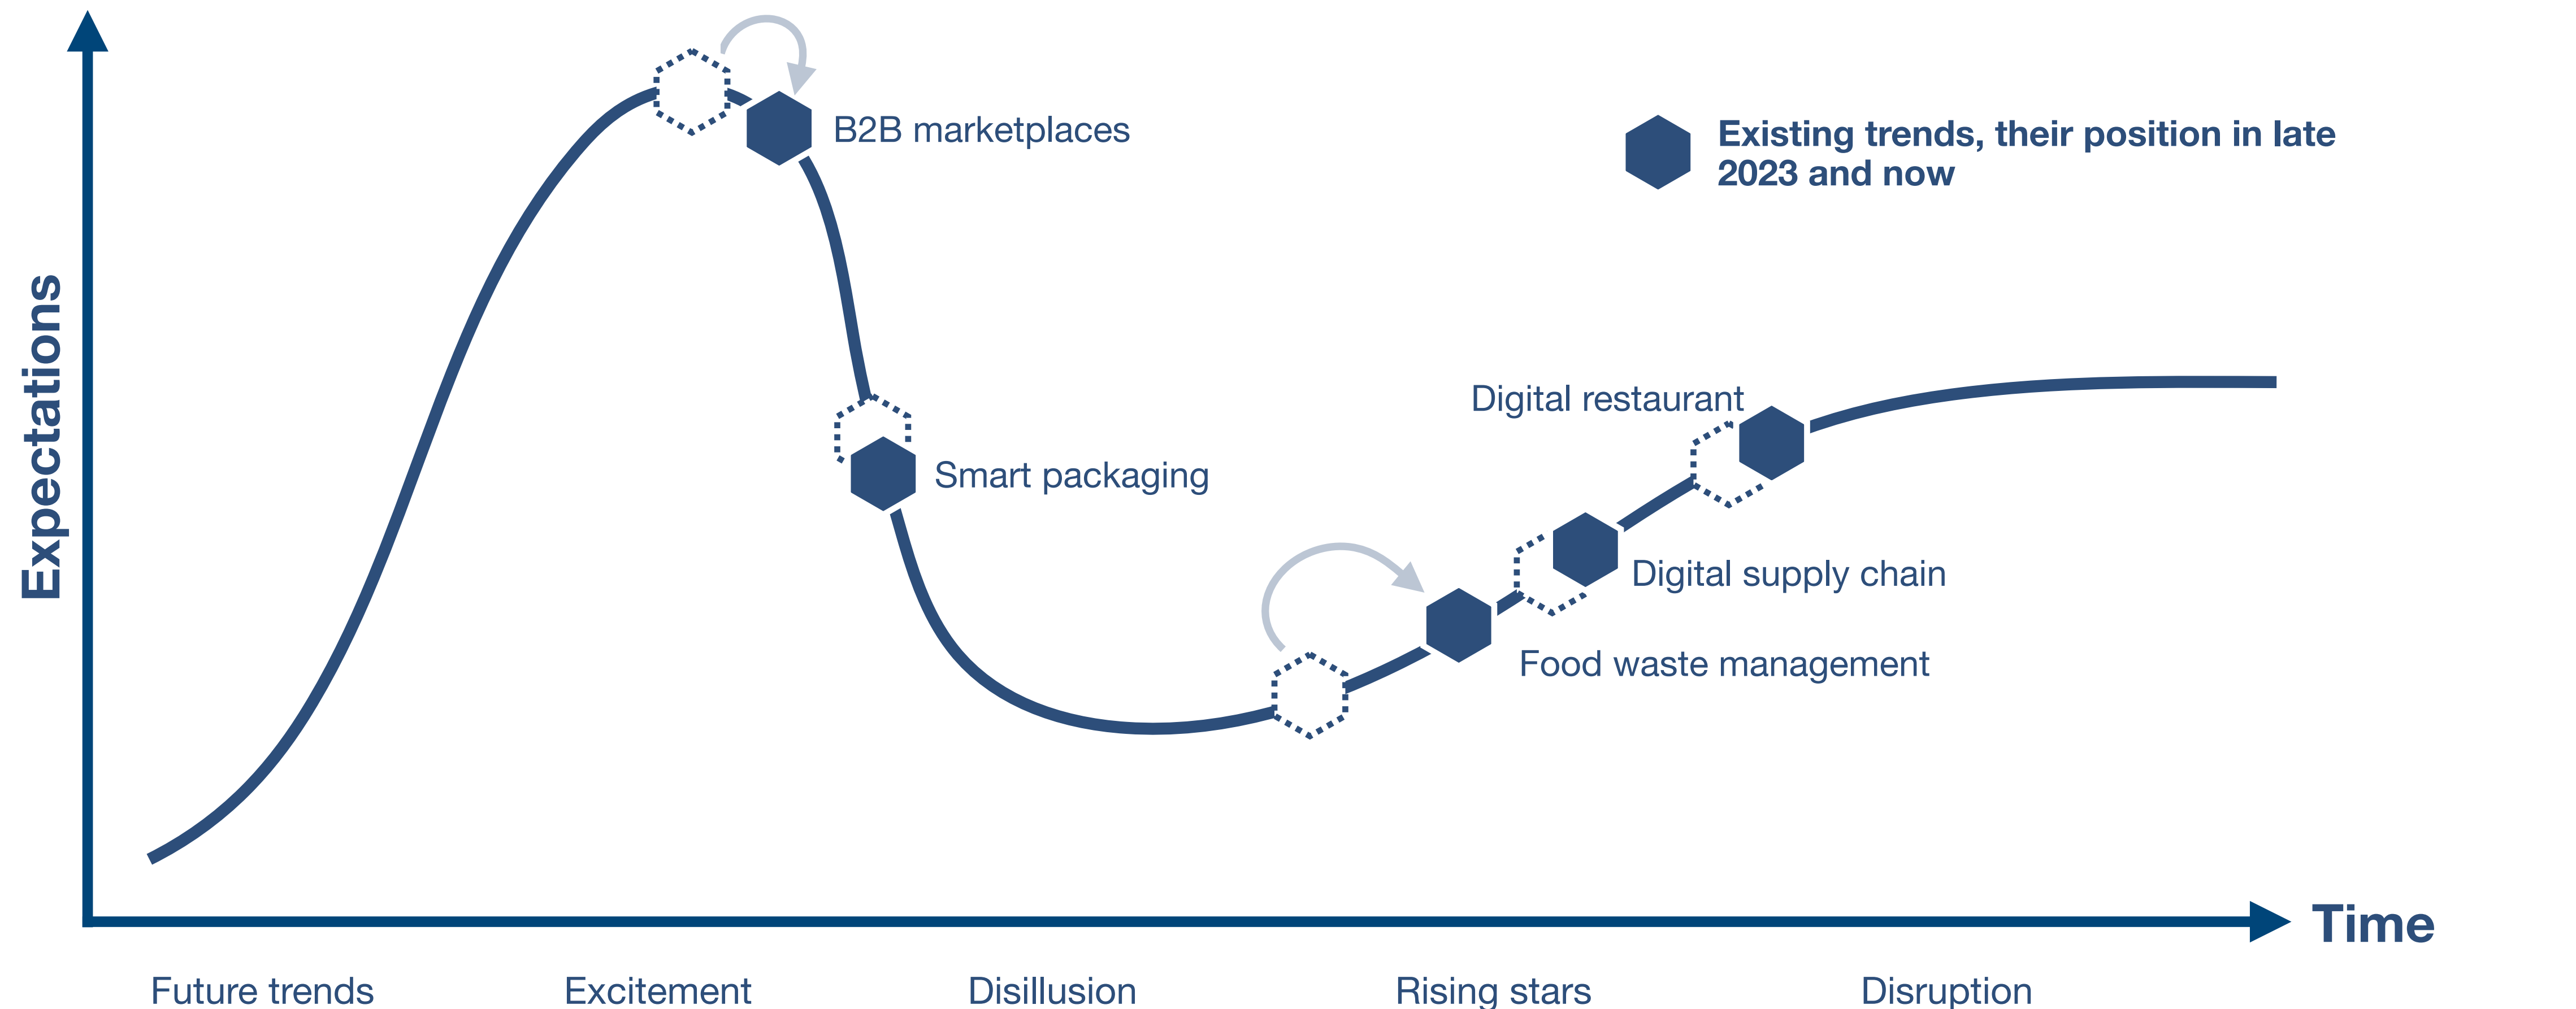 B2B marketplaces
Existing trends, their position in late
2023 and now
Expectations
Digital restaurant
Smart packaging
Digital supply chain
Food waste management
Time
Future trends
Excitement
Disillusion
Rising stars
Disruption